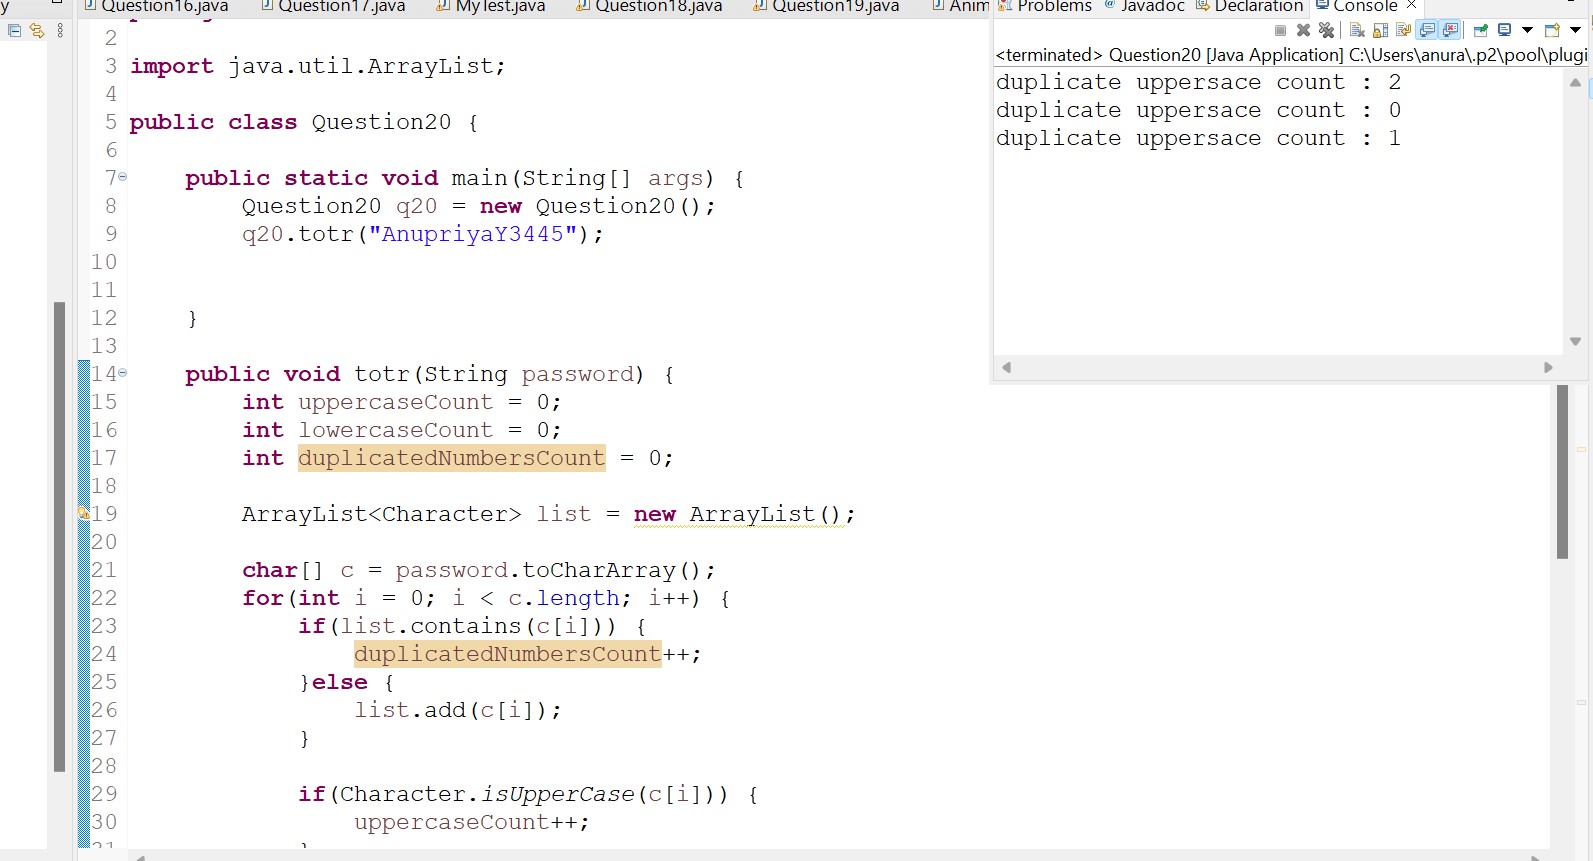 y
Question16.java Question17.java MyTest.java Question18.java Question19.java Anim
Problems @ Javadoc Declaration Console
<terminated> Question20 [Java Application] C:\Users\anura\.p2\pool\plugi
duplicate uppersace count : 2
duplicate uppersace count : 0
duplicate uppersace count : 1
2
3 import java.util.ArrayList;
4
5 public class Question20 {
6
7 public static void main(String[] args) {
8 Question20 q20 = new Question20();
9 q20.totr("AnupriyaY3445");
10
11
12 }
13
14 public void totr(String password) {
15 int uppercaseCount = 0;
16 int lowercaseCount = 0;
17 int duplicatedNumbersCount = 0;
18
19 ArrayList<Character> list = new ArrayList();
20
21 char[] c = password.toCharArray();
22 for(int i = 0; i < c.length; i++) {
23 if(list.contains(c[i])) {
24 duplicatedNumbersCount++;
25 }else {
26 list.add(c[i]);
27 }
28
29 if(Character.isUpperCase(c[i])) {
30 uppercaseCount++;
31 }